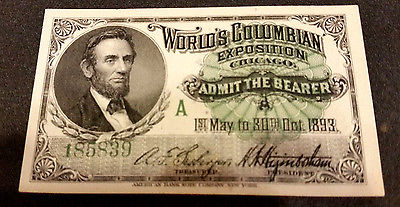 WORLD'S COLUMBIAN
EXPOSITION
CHICAGO.
ADMIT THE BEARER
A
1ST May to 30TH Oct. 1893.
185839
TREASURER
PRESIDENT
AMERICAN BANK NOTE COMPANY, NEW YORK.